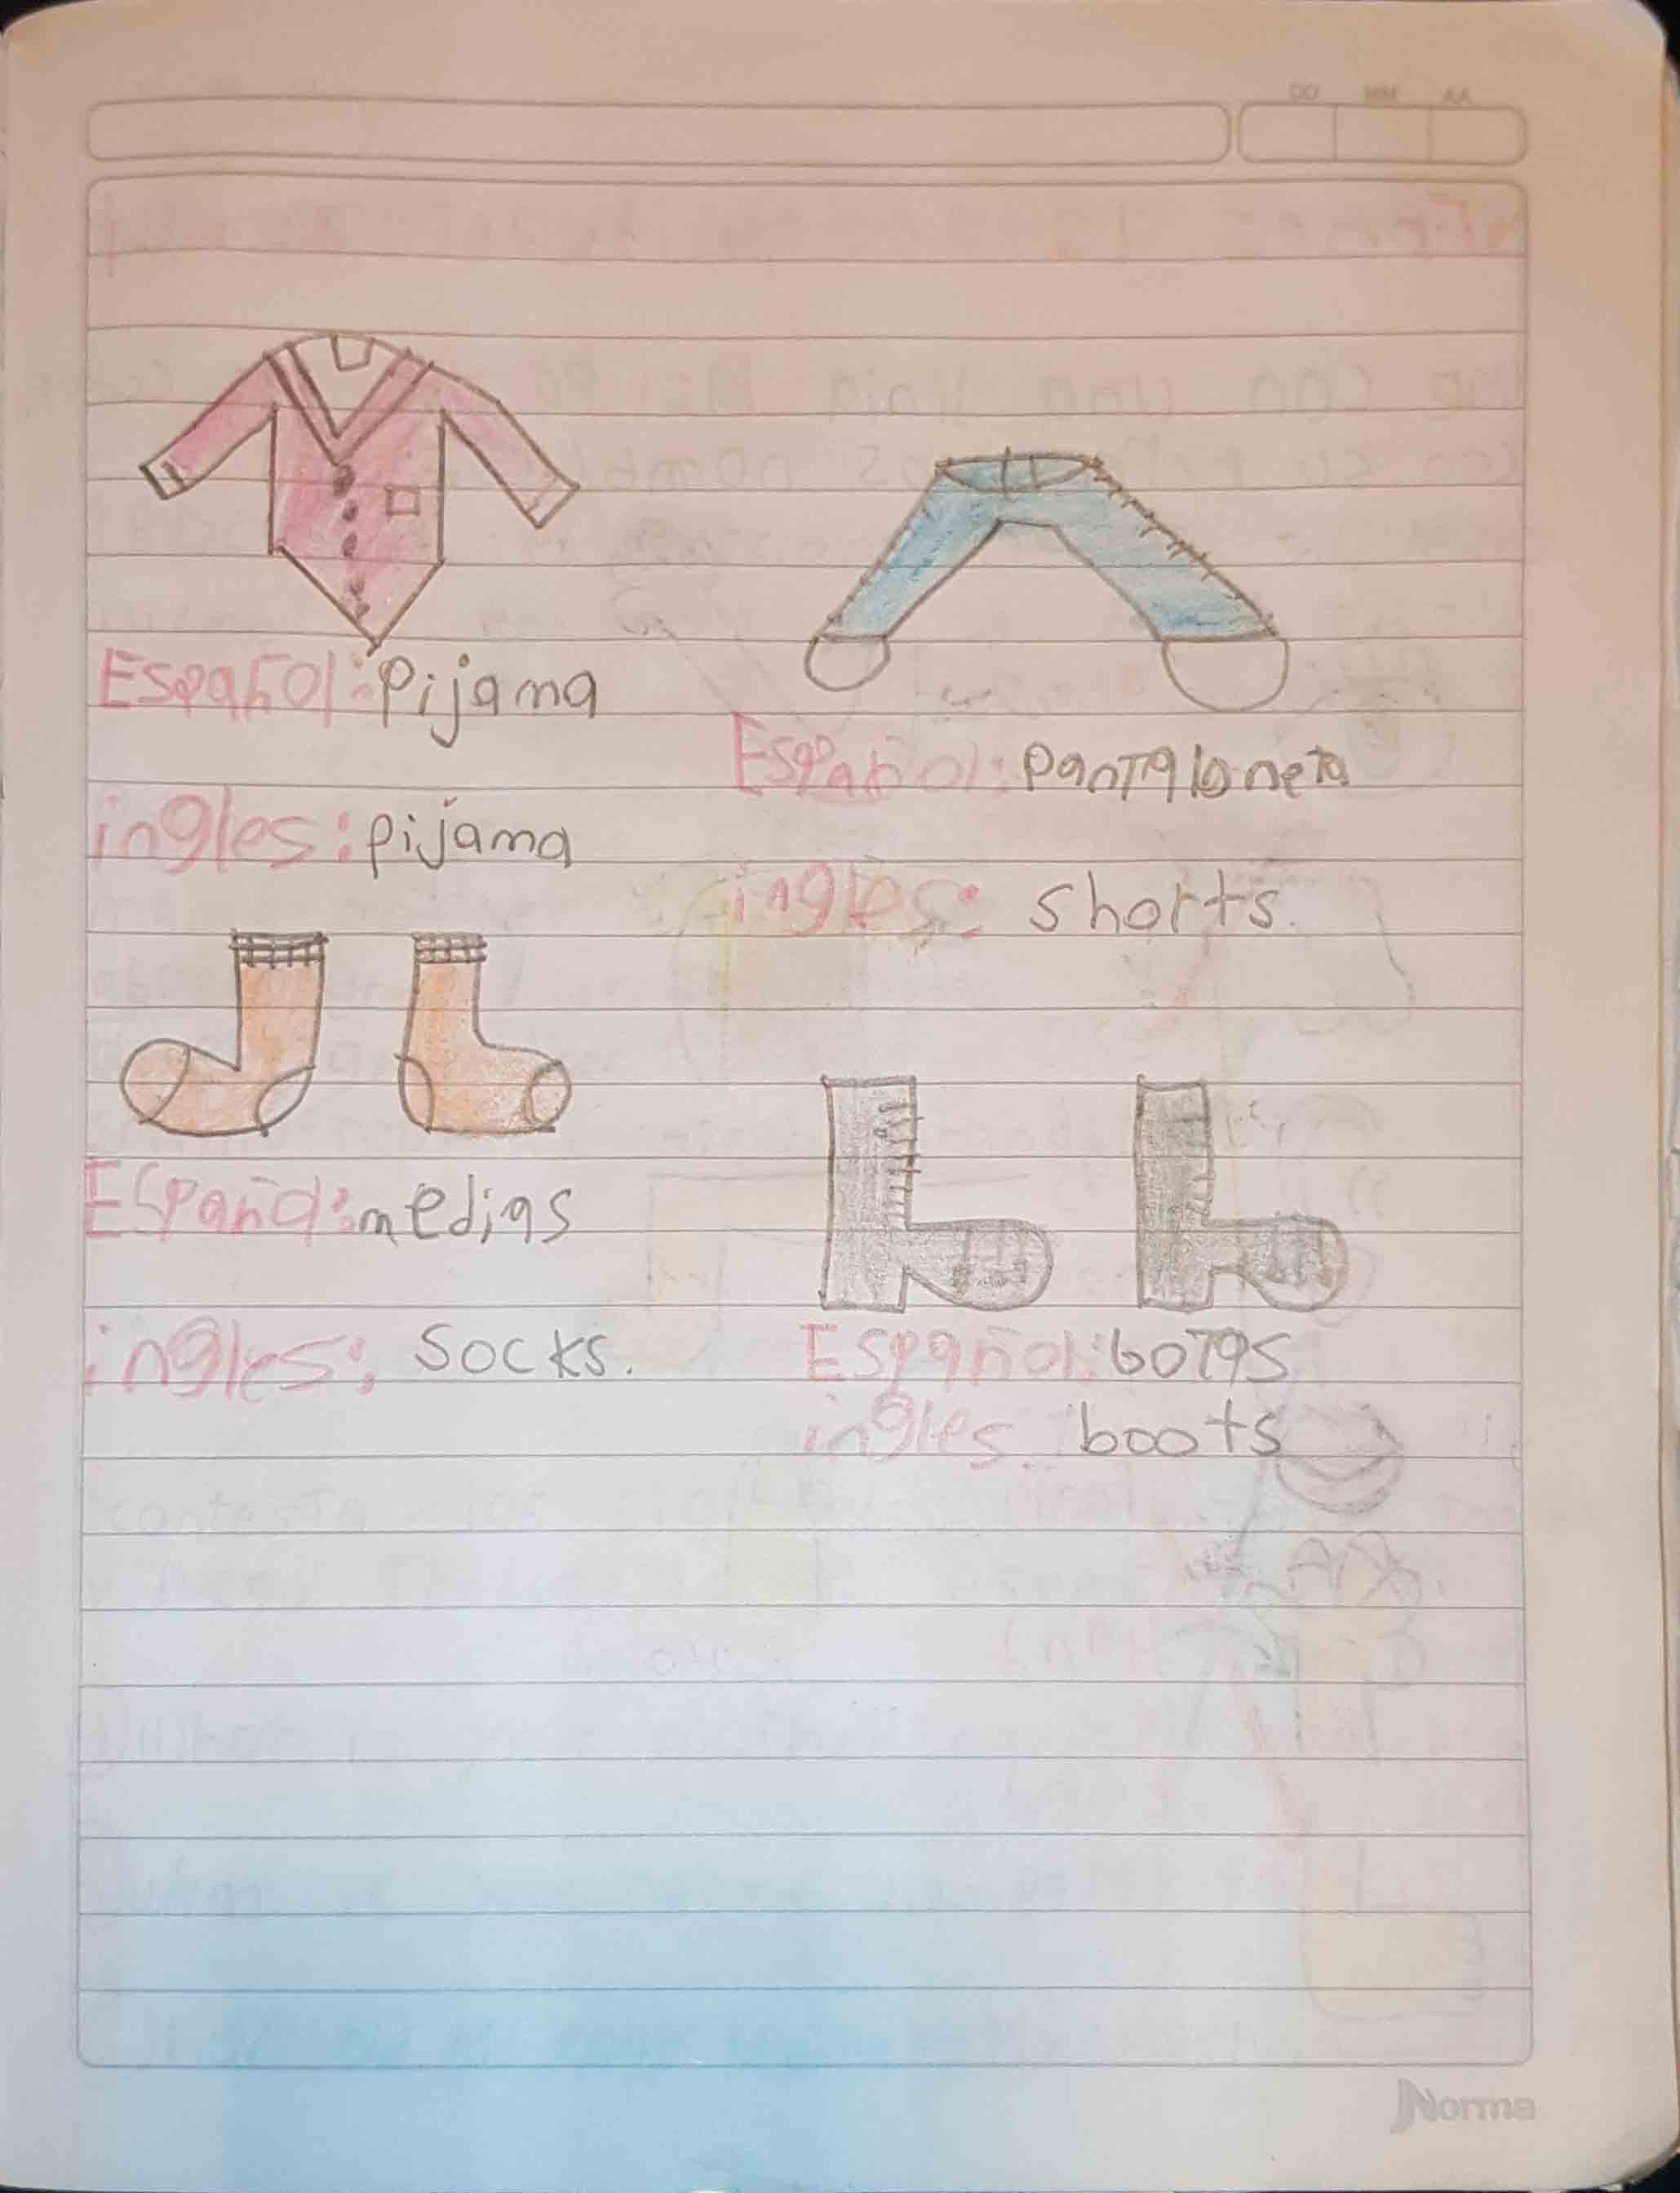 DD MM AA
Español: pijama
ingles: pijama
Español: pantaloneta
ingles: shorts.
Español: medias
ingles: socks.
Español: botas
ingles: boots
Norma